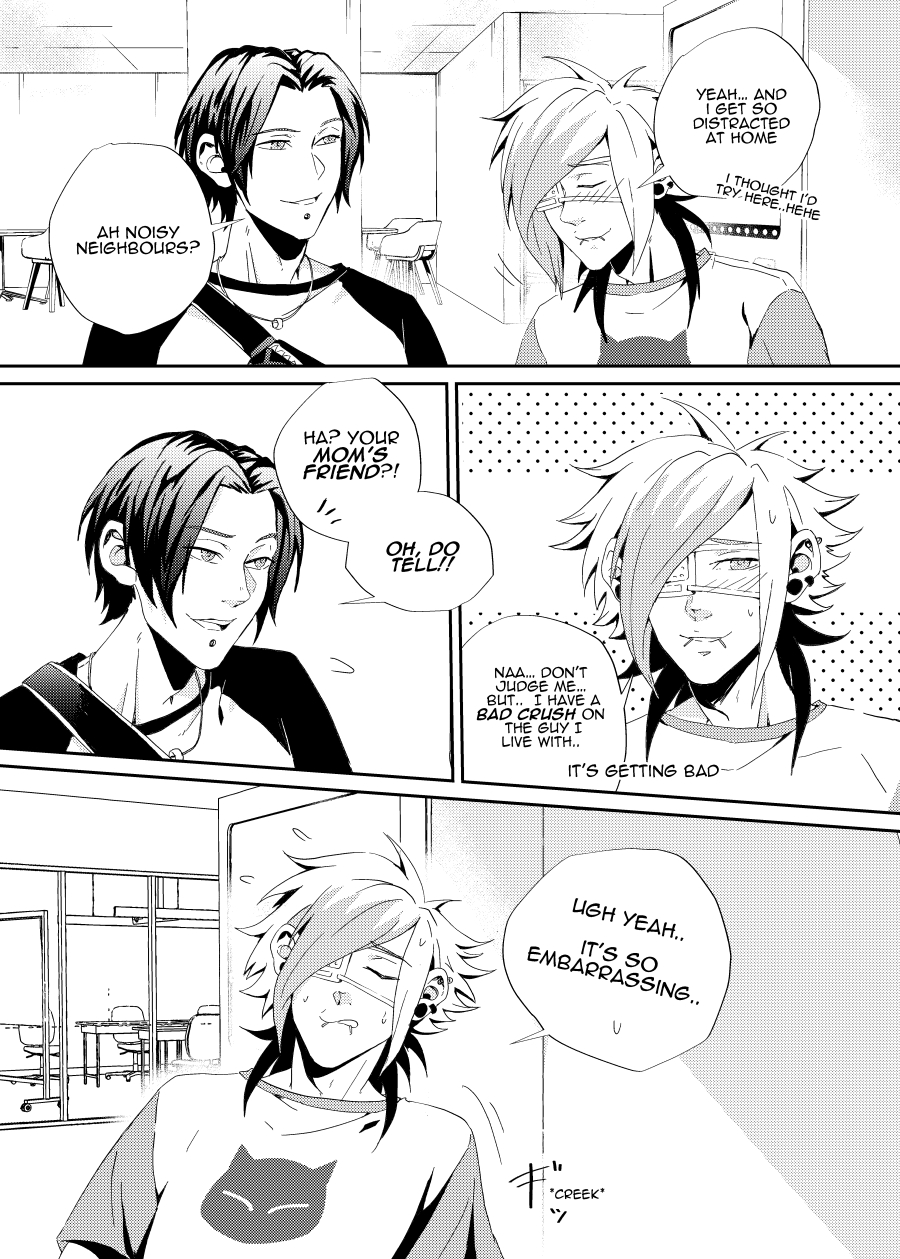 YEAH... AND
I GET SO
DISTRACTED
AT HOME
I THOUGHT I'D
TRY HERE..HEHE
AH NOISY
NEIGHBOURS?
HA? YOUR
MOM'S
FRIEND?!
OH, DO
TELL!!
NAA... DON'T
JUDGE ME...
BUT.. I HAVE A
BAD CRUSH ON
THE GUY I
LIVE WITH..
IT'S GETTING BAD
UGH YEAH..
IT'S SO
EMBARRASSING..
ギッ
*CREEK*